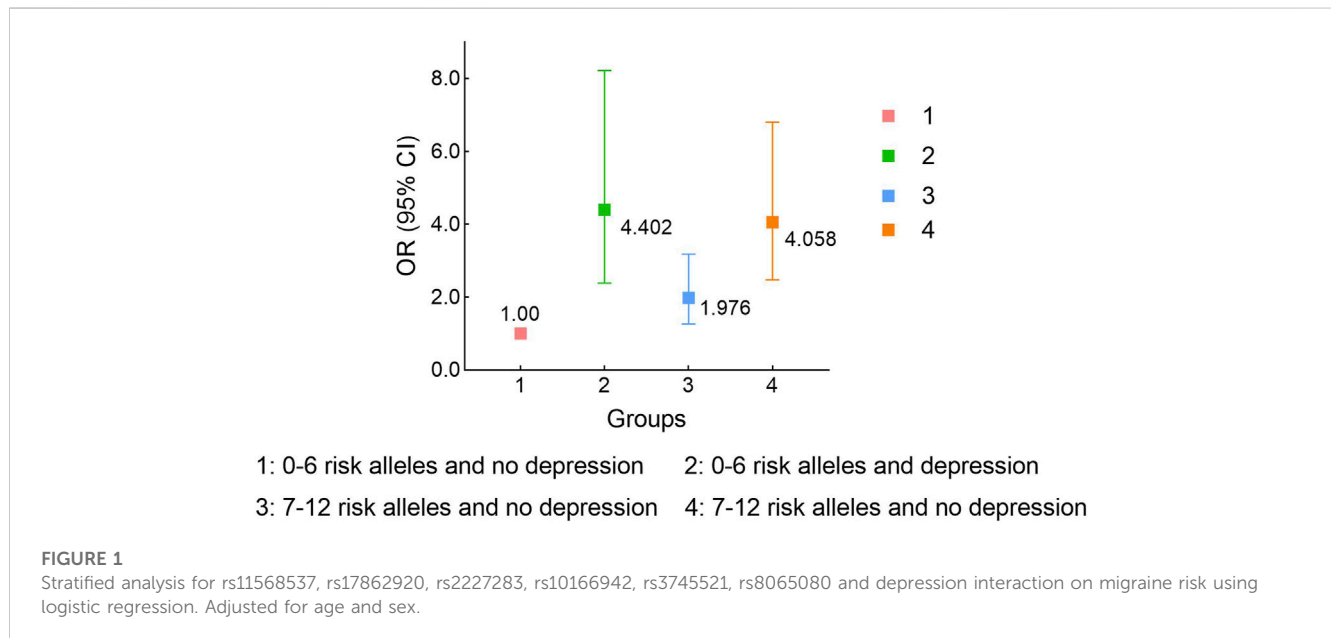 8.0
6.0
4.0
2.0
0.0
OR (95% CI)
1.00
4.402
1.976
4.058
1
2
3
4
Groups
1
2
3
4
1: 0-6 risk alleles and no depression 2: 0-6 risk alleles and depression
3: 7-12 risk alleles and no depression 4: 7-12 risk alleles and no depression
FIGURE 1
Stratified analysis for rs11568537, rs17862920, rs2227283, rs10166942, rs3745521, rs8065080 and depression interaction on migraine risk using
logistic regression. Adjusted for age and sex.